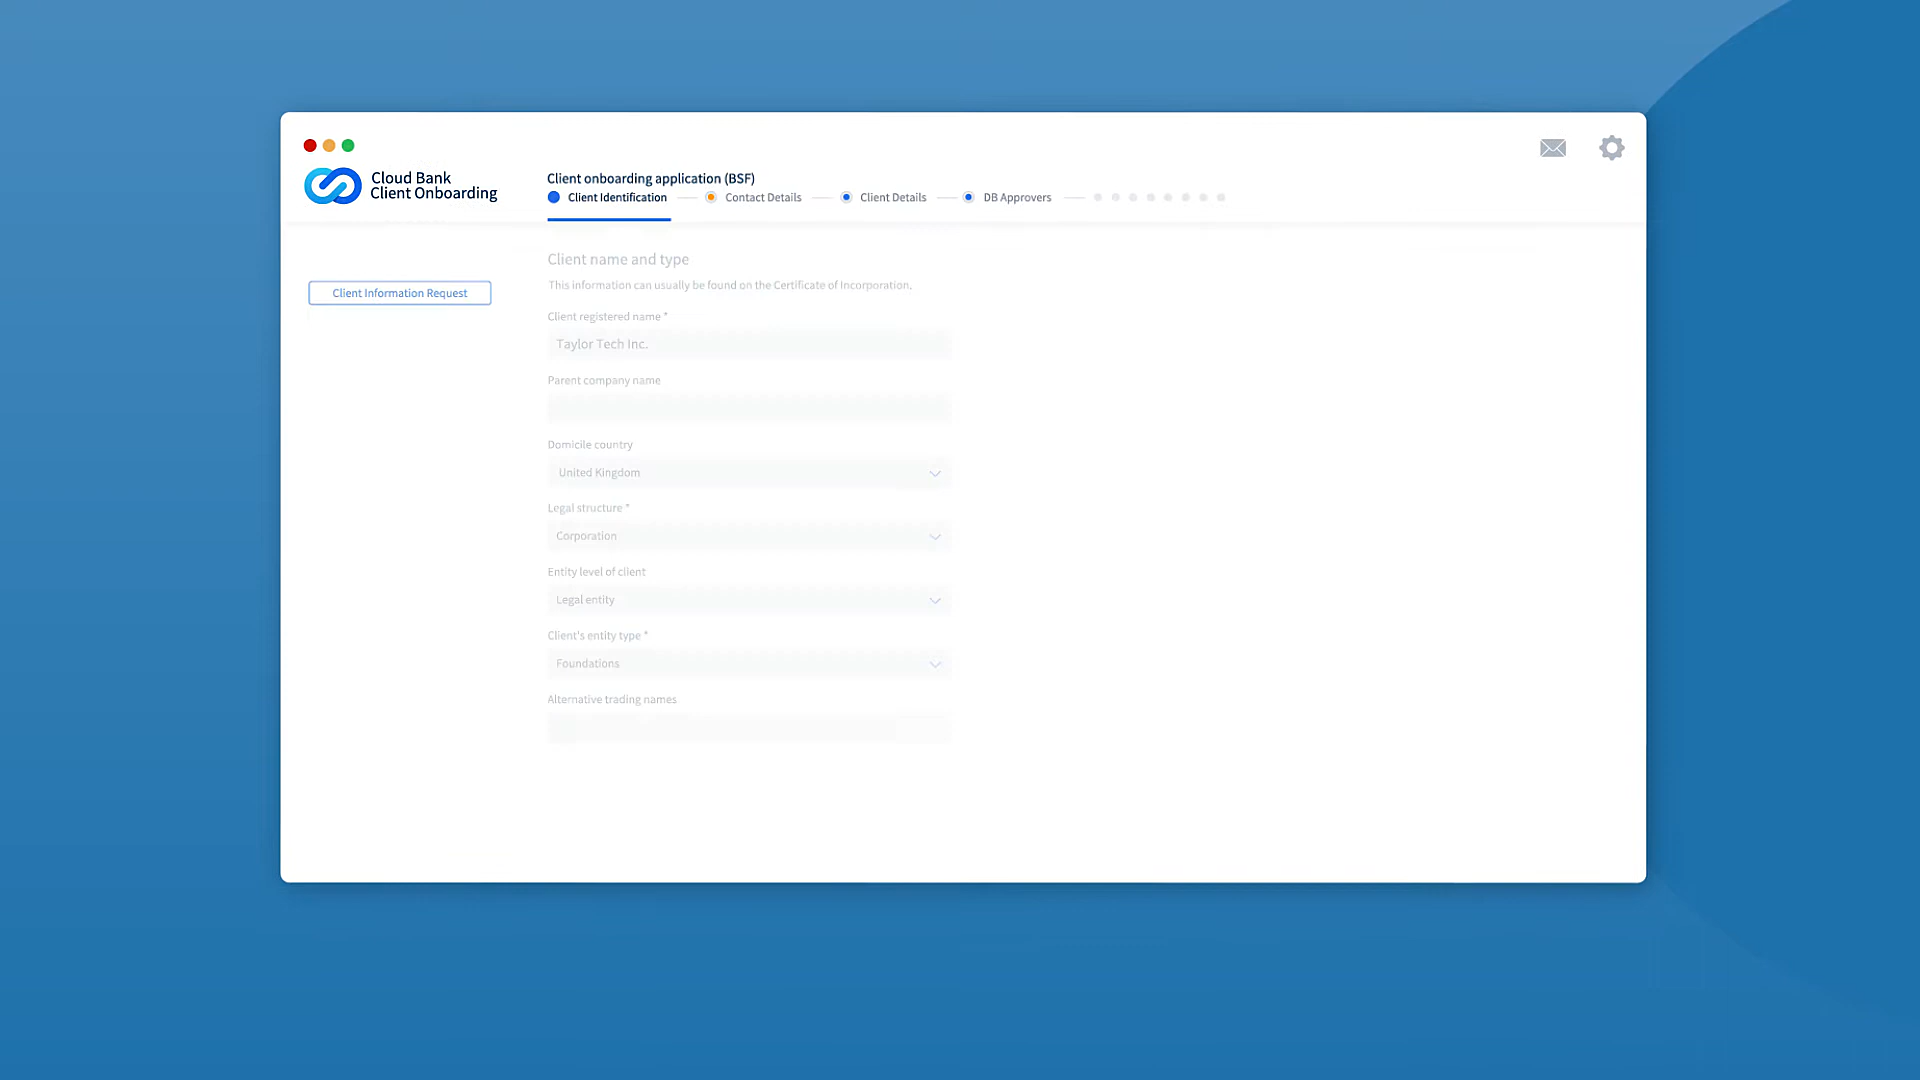 Cloud Bank
Client Onboarding
Client onboarding application (BSF)
Client Identification
Contact Details
Client Details
DB Approvers
Client Information Request
Client name and type
This information can usually be found on the Certificate of Incorporation.
Client registered name *
Taylor Tech Inc.
Parent company name
Domicile country
United Kingdom
Legal structure *
Corporation
Entity level of client
Legal entity
Client's entity type *
Foundations
Alternative trading names